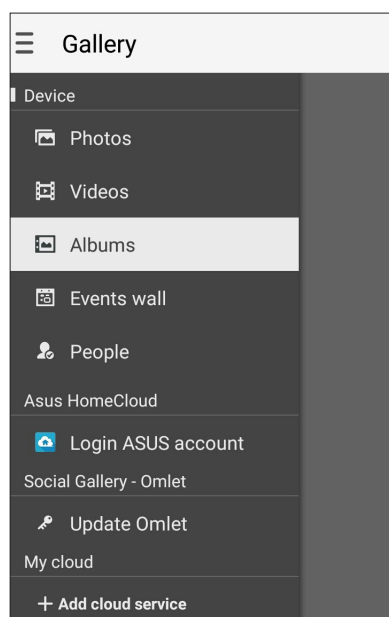 Gallery
Device
Photos
Videos
Albums
Events wall
People
Asus HomeCloud
Login ASUS account
Social Gallery - Omlet
Update Omlet
My cloud
+ Add cloud service